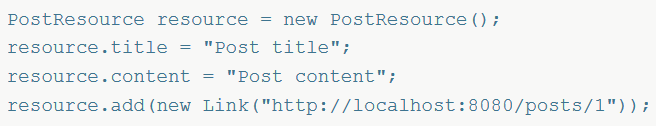 PostResource resource = new PostResource();
resource.title = "Post title";
resource.content = "Post content";
resource.add(new Link("http://localhost:8080/posts/1"));